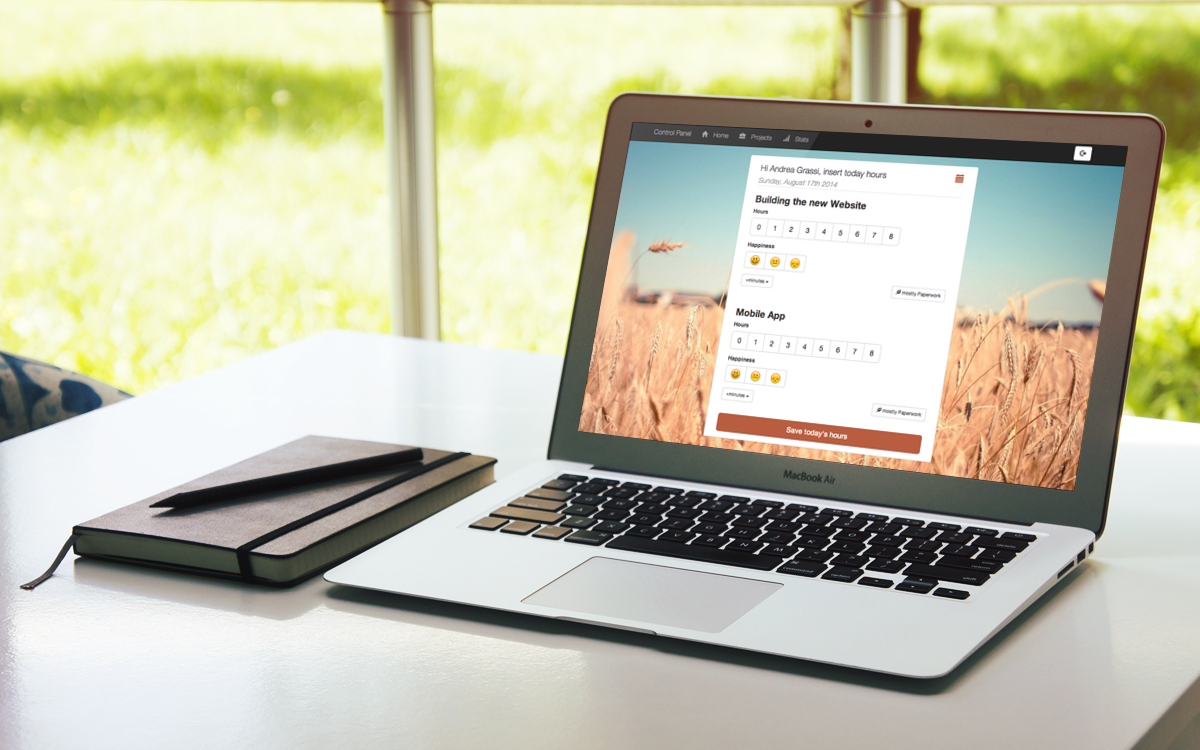 Control Panel Home Projects Stats
Hi Andrea Grassi, insert today hours
Sunday, August 17th 2014
Building the new Website
Hours
0 1 2 3 4 5 6 7 8
Happiness
+minutes
mostly Paperwork
Mobile App
Hours
0 1 2 3 4 5 6 7 8
Happiness
+minutes
mostly Paperwork
Save today's hours
MacBook Air